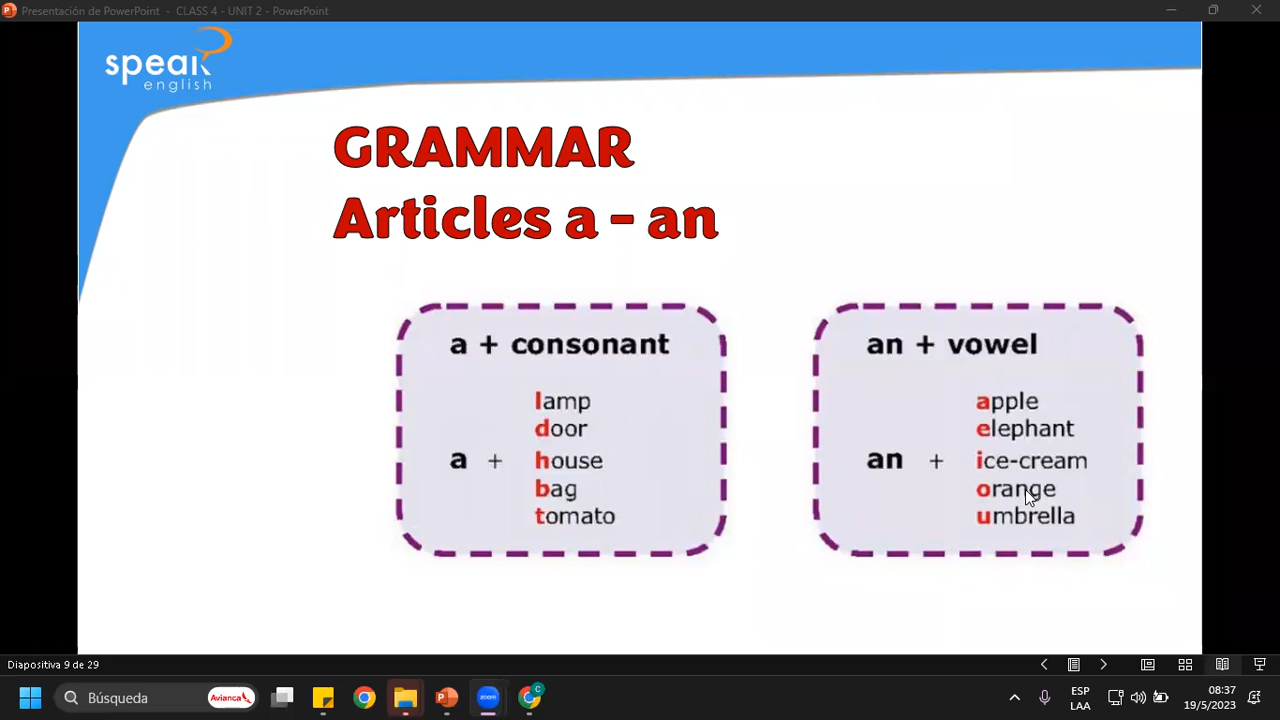 Presentación de PowerPoint - CLASS 4 - UNIT 2 - PowerPoint
speak
english
GRAMMAR
Articles a - an
a + consonant
lamp
door
a + house
bag
tomato
an + vowel
apple
elephant
an + ice-cream
orange
umbrella
Diapositiva 9 de 29
Búsqueda
Avianca
zoom
C
ESP
LAA
08:37
19/5/2023